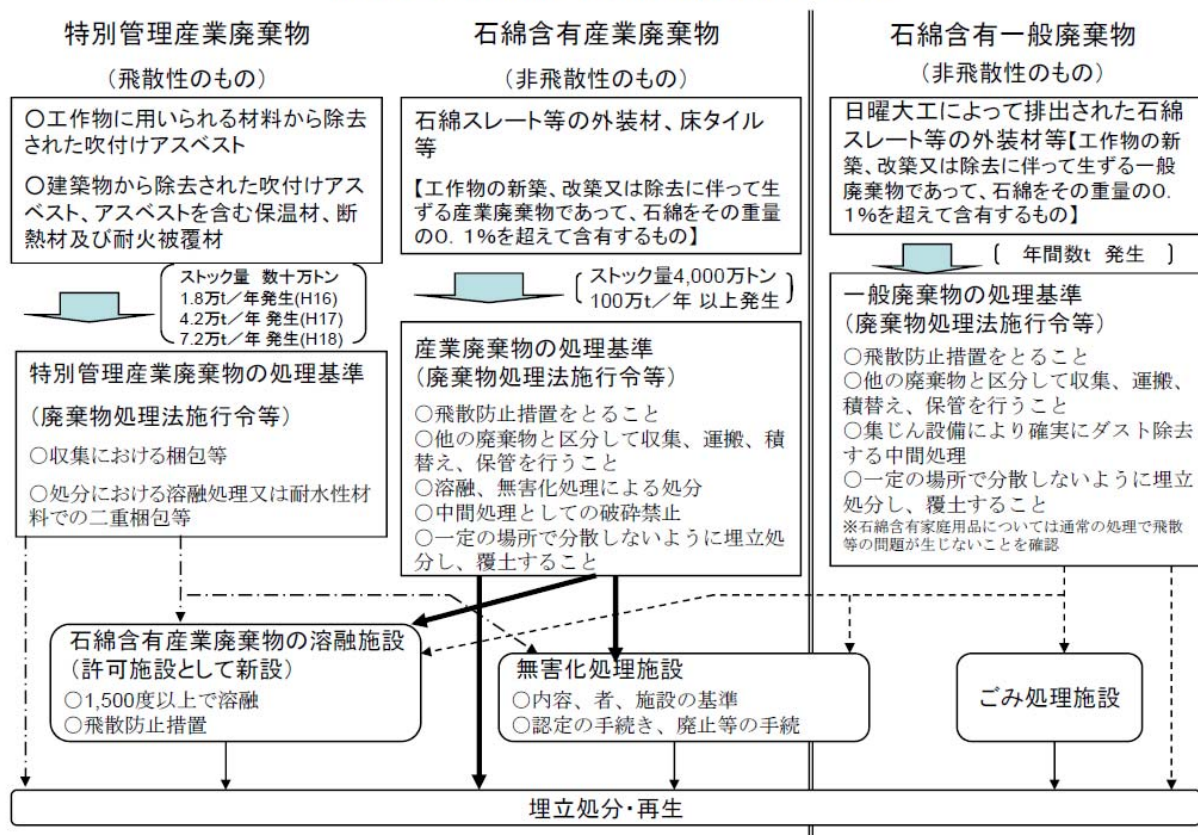 特別管理産業廃棄物
（飛散性のもの）
〇工作物に用いられる材料から除去
された吹付けアスベスト
〇建築物から除去された吹付けアス
ベスト、アスベストを含む保温材、断
熱材及び耐火被覆材
ストック量 数十万トン
1.8万t／年発生(H16)
4.2万t／年 発生(H17)
7.2万t／年 発生(H18)
特別管理産業廃棄物の処理基準
（廃棄物処理法施行令等）
〇収集における梱包等
〇処分における溶融処理又は耐水性材
料での二重梱包等
石綿含有産業廃棄物
（非飛散性のもの）
石綿スレート等の外装材、床タイル
等
【工作物の新築、改築又は除去に伴って生
ずる産業廃棄物であって、石綿をその重量
の０．１％を超えて含有するもの】
ストック量4,000万トン
100万t／年 以上発生
産業廃棄物の処理基準
（廃棄物処理法施行令等）
〇飛散防止措置をとること
〇他の廃棄物と区分して収集、運搬、積
替え、保管を行うこと
〇溶融、無害化処理による処分
〇中間処理としての破砕禁止
〇一定の場所で分散しないように埋立処
分し、覆土すること
石綿含有一般廃棄物
（非飛散性のもの）
日曜大工によって排出された石綿
スレート等の外装材等【工作物の新
築、改築又は除去に伴って生ずる一般
廃棄物であって、石綿をその重量の０．
１％を超えて含有するもの】
年間数t 発生
一般廃棄物の処理基準
（廃棄物処理法施行令等）
〇飛散防止措置をとること
〇他の廃棄物と区分して収集、運搬、
積替え、保管を行うこと
〇集じん設備により確実にダスト除去
する中間処理
〇一定の場所で分散しないように埋立
処分し、覆土すること
※石綿含有家庭用品については通常の処理で飛散
等の問題が生じないことを確認
石綿含有産業廃棄物の溶融施設
（許可施設として新設）
〇1,500度以上で溶融
〇飛散防止措置
無害化処理施設
〇内容、者、施設の基準
〇認定の手続き、廃止等の手続
ごみ処理施設
埋立処分・再生